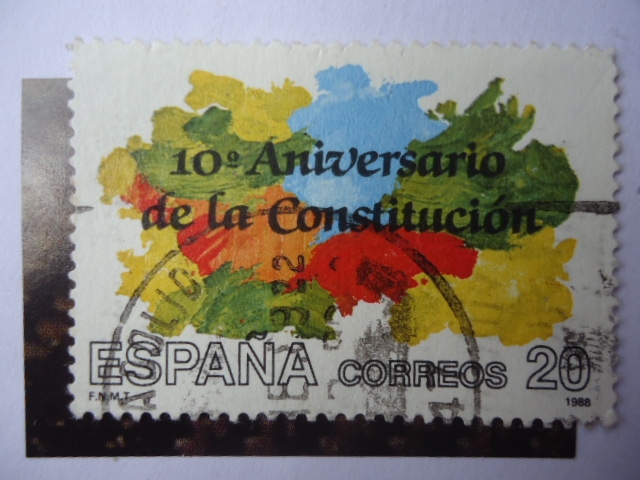 10º Aniversario
de la Constitución
ESPAÑA CORREOS 20
F.N.M.T. 1988